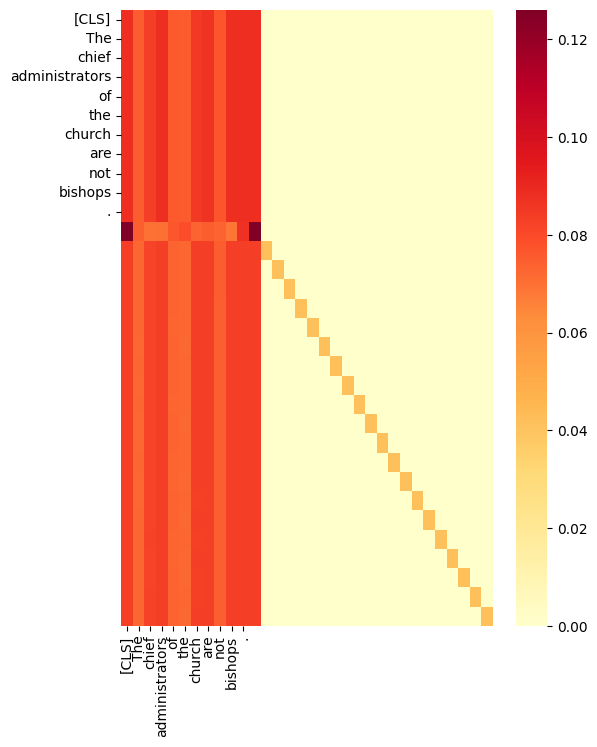 [CLS]
The
chief
administrators
of
the
church
are
not
bishops
.
0.12
0.10
0.08
0.06
0.04
0.02
0.00
[CLS]
The
chief
administrators
of
the
church
are
not
bishops
.